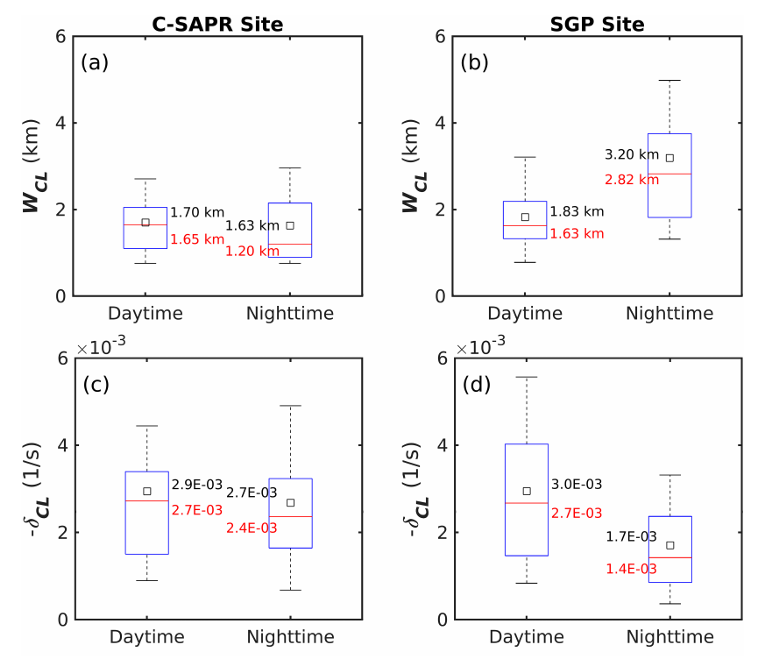 C-SAPR Site
SGP Site
6
4
2
0
W_CL (km)
(a)
1.70 km
1.65 km
1.63 km
1.20 km
Daytime
Nighttime
6
4
2
0
W_CL (km)
(b)
1.83 km
1.63 km
3.20 km
2.82 km
Daytime
Nighttime
×10⁻³
6
4
2
0
-δ_CL (1/s)
(c)
2.9E-03
2.7E-03
2.7E-03
2.4E-03
Daytime
Nighttime
×10⁻³
6
4
2
0
-δ_CL (1/s)
(d)
3.0E-03
2.7E-03
1.7E-03
1.4E-03
Daytime
Nighttime